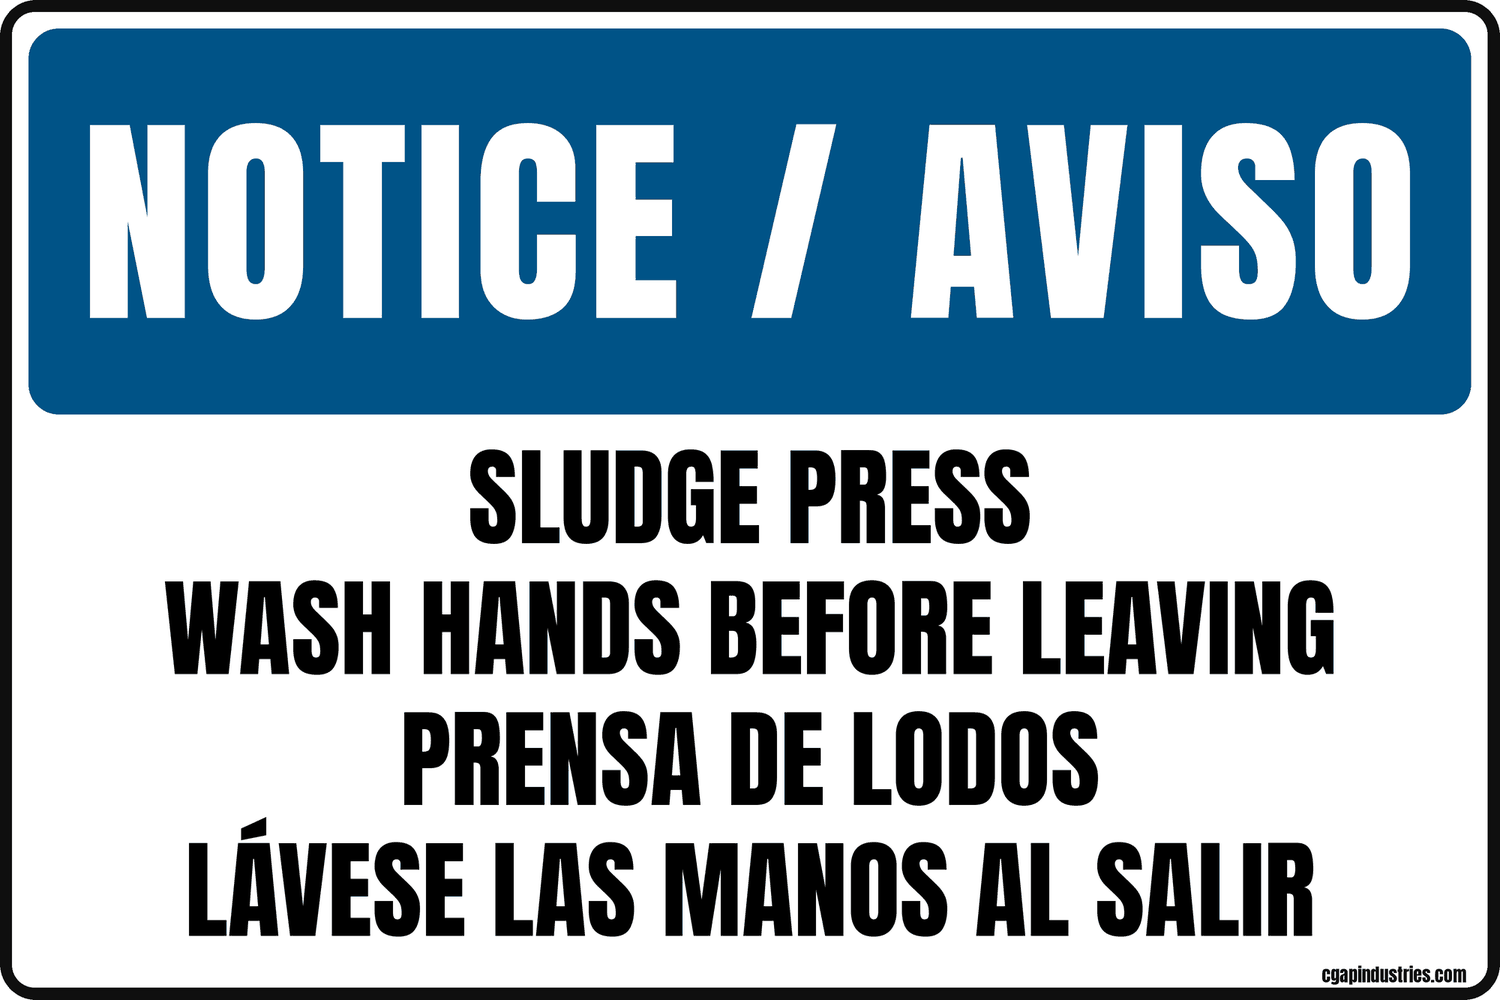 NOTICE / AVISO
SLUDGE PRESS
WASH HANDS BEFORE LEAVING
PRENSA DE LODOS
LÁVESE LAS MANOS AL SALIR
cgapindustries.com